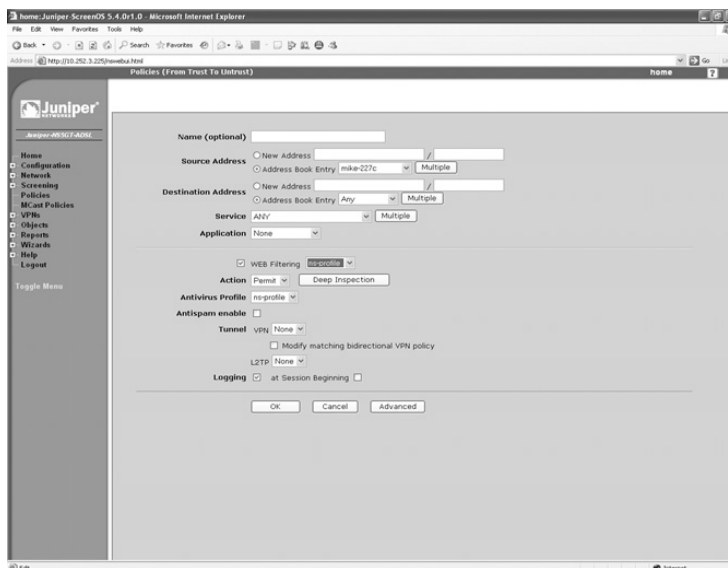 home:Juniper ScreenOS 5.4.0r1.0 - Microsoft Internet Explorer
File Edit View Favorites Tools Help
Back Search Favorites
Address http://10.252.3.225/nswebui.html Go
Policies (From Trust To Untrust) home ?
Juniper
NETWORKS
Juniper-NS5GT-ADSL
Home
Configuration
Network
Screening
Policies
MCast Policies
VPNs
Objects
Reports
Wizards
Help
Logout
Toggle Menu
Name (optional)
Source Address New Address /
Address Book Entry mike-227c Multiple
Destination Address New Address /
Address Book Entry Any Multiple
Service ANY Multiple
Application None
WEB Filtering ns-profile
Action Permit Deep Inspection
Antivirus Profile ns-profile
Antispam enable
Tunnel VPN None
Modify matching bidirectional VPN policy
L2TP None
Logging at Session Beginning
OK Cancel Advanced
Internet